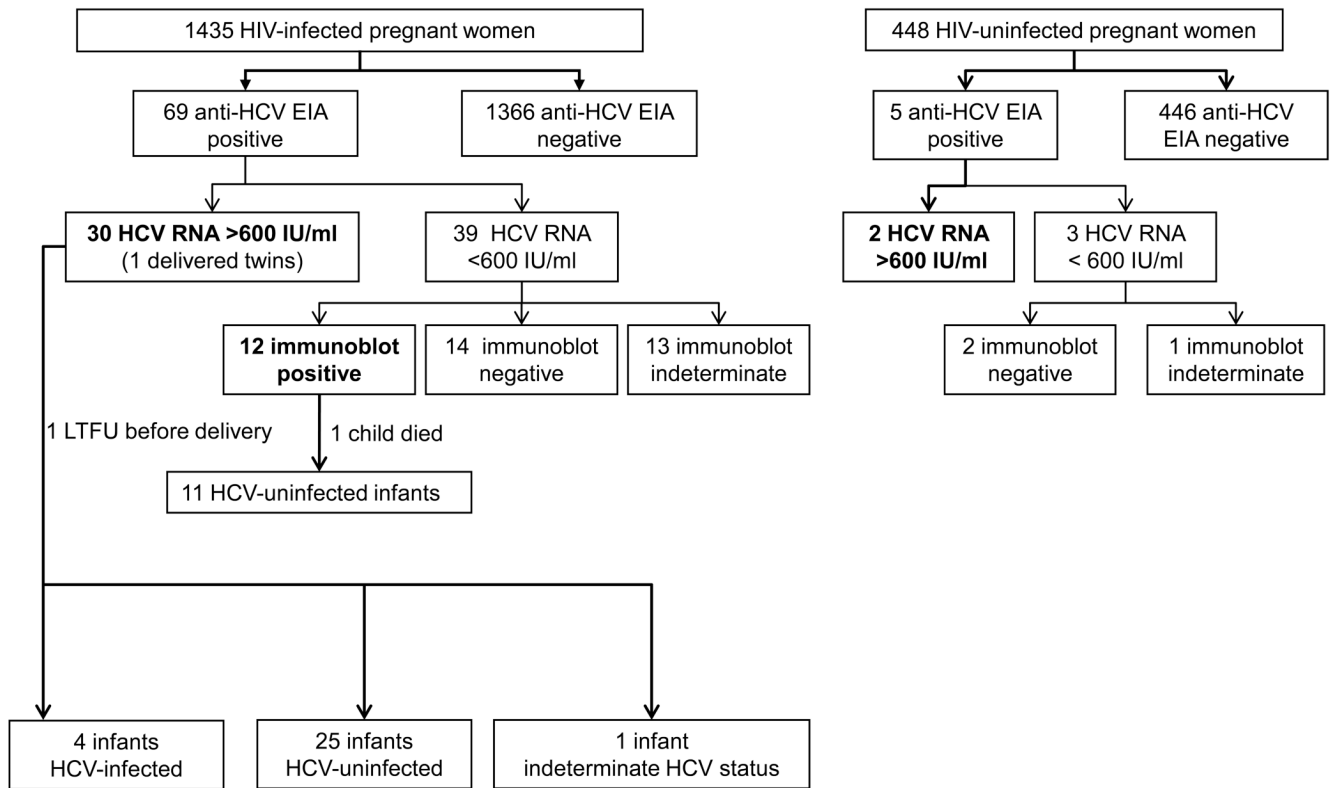 1435 HIV-infected pregnant women
448 HIV-uninfected pregnant women
69 anti-HCV EIA
positive
1366 anti-HCV EIA
negative
5 anti-HCV EIA
positive
446 anti-HCV
EIA negative
30 HCV RNA >600 IU/ml
(1 delivered twins)
39 HCV RNA
<600 IU/ml
2 HCV RNA
>600 IU/ml
3 HCV RNA
< 600 IU/ml
12 immunoblot
positive
14 immunoblot
negative
13 immunoblot
indeterminate
2 immunoblot
negative
1 immunoblot
indeterminate
1 LTFU before delivery
1 child died
11 HCV-uninfected infants
4 infants
HCV-infected
25 infants
HCV-uninfected
1 infant
indeterminate HCV status